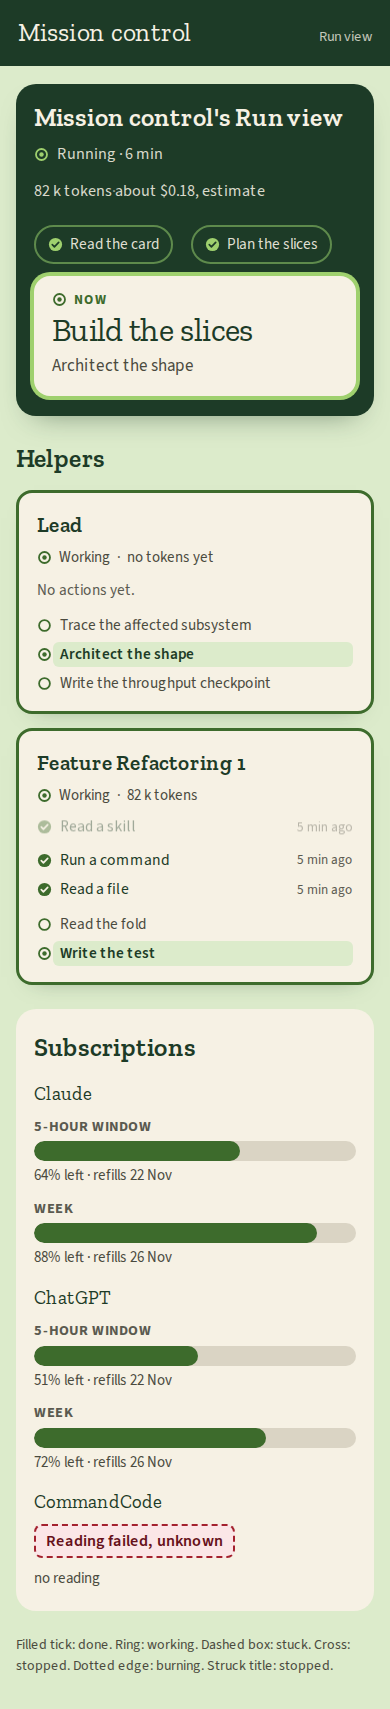 Mission control
Run view
Mission control's Run view
Running · 6 min
82 k tokens·about $0.18, estimate
Read the card
Plan the slices
NOW
Build the slices
Architect the shape
Helpers
Lead
Working · no tokens yet
No actions yet.
Trace the affected subsystem
Architect the shape
Write the throughput checkpoint
Feature Refactoring 1
Working · 82 k tokens
Read a skill 5 min ago
Run a command 5 min ago
Read a file 5 min ago
Read the fold
Write the test
Subscriptions
Claude
5-HOUR WINDOW
64% left · refills 22 Nov
WEEK
88% left · refills 26 Nov
ChatGPT
5-HOUR WINDOW
51% left · refills 22 Nov
WEEK
72% left · refills 26 Nov
CommandCode
Reading failed, unknown
no reading
Filled tick: done. Ring: working. Dashed box: stuck. Cross:
stopped. Dotted edge: burning. Struck title: stopped.